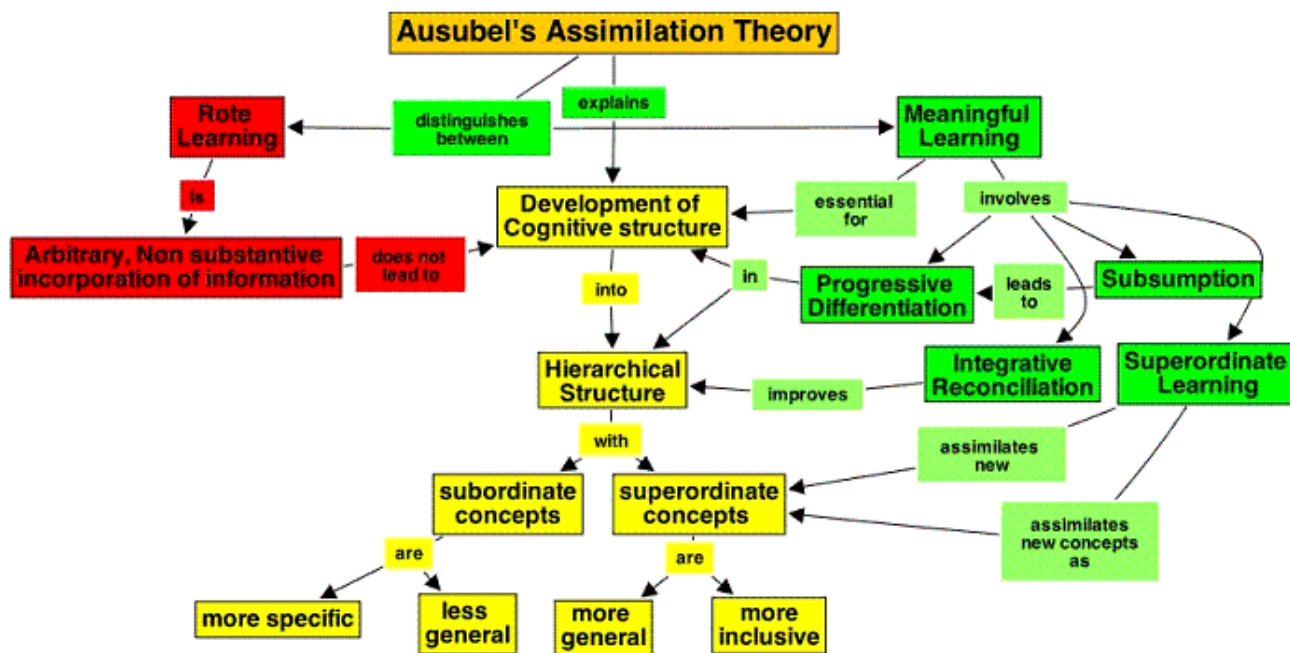 Ausubel's Assimilation Theory
Rote
Learning
distinguishes
between
explains
Meaningful
Learning
is
essential
for
involves
Development of
Cognitive structure
Arbitrary, Non substantive
incorporation of information
does not
lead to
into
in
Progressive
Differentiation
leads
to
Subsumption
Hierarchical
Structure
improves
Integrative
Reconciliation
Superordinate
Learning
with
assimilates
new
subordinate
concepts
superordinate
concepts
assimilates
new concepts
as
are
are
more specific
less
general
more
general
more
inclusive